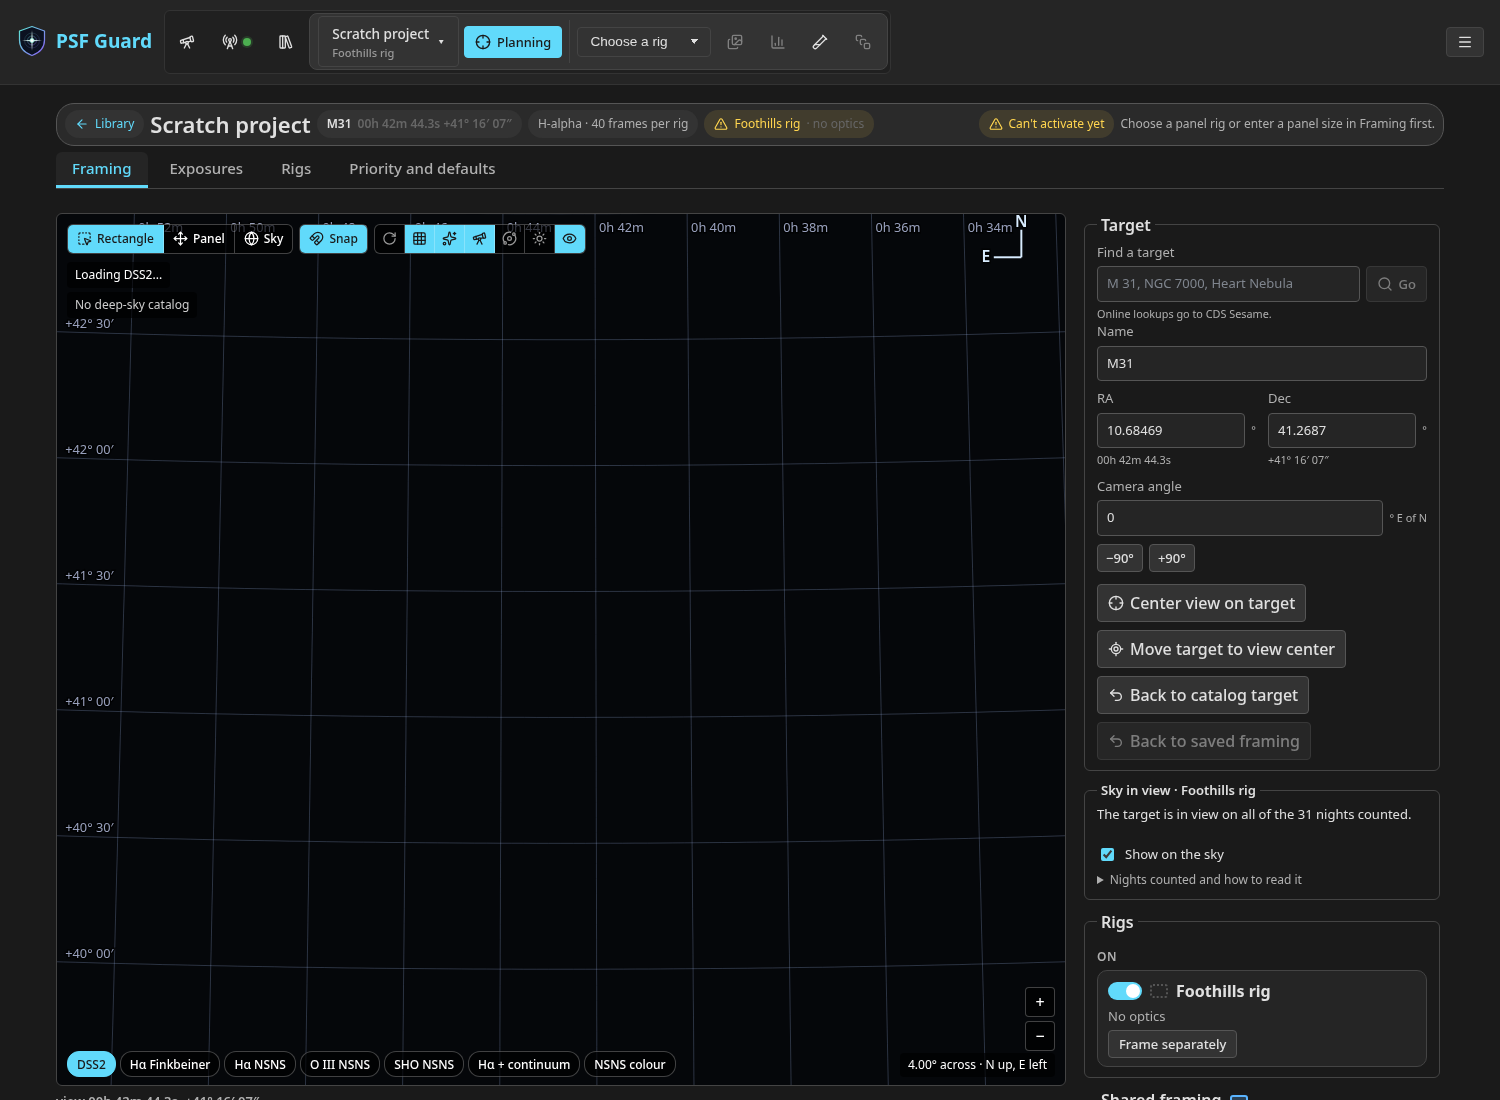 PSF Guard
Scratch project
Foothills rig
Planning
Choose a rig
Library
Scratch project
M31 00h 42m 44.3s +41° 16′ 07″
H-alpha · 40 frames per rig
Foothills rig · no optics
Can't activate yet
Choose a panel rig or enter a panel size in Framing first.
Framing
Exposures
Rigs
Priority and defaults
0h 42m
0h 40m
0h 38m
0h 36m
0h 34m
N
E
Rectangle
Panel
Sky
Snap
Loading DSS2...
No deep-sky catalog
+42° 30′
+42° 00′
+41° 30′
+41° 00′
+40° 30′
+40° 00′
+
−
DSS2
Hα Finkbeiner
Hα NSNS
O III NSNS
SHO NSNS
Hα + continuum
NSNS colour
4.00° across · N up, E left
Target
Find a target
M 31, NGC 7000, Heart Nebula
Go
Online lookups go to CDS Sesame.
Name
M31
RA
Dec
10.68469 °
41.2687 °
00h 42m 44.3s
+41° 16′ 07″
Camera angle
0
° E of N
−90°
+90°
Center view on target
Move target to view center
Back to catalog target
Back to saved framing
Sky in view · Foothills rig
The target is in view on all of the 31 nights counted.
Show on the sky
Nights counted and how to read it
Rigs
ON
Foothills rig
No optics
Frame separately
Shared framing